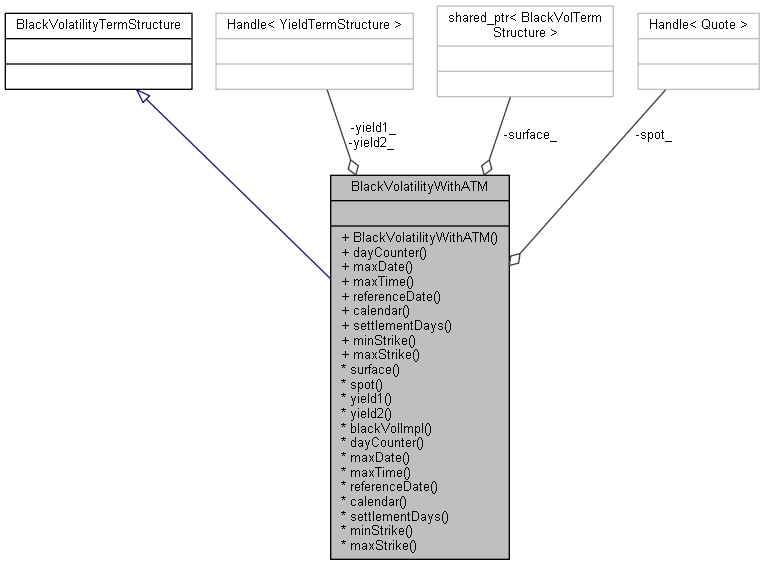 BlackVolatilityTermStructure
Handle< YieldTermStructure >
shared_ptr< BlackVolTerm
Structure >
Handle< Quote >
-yield1_
-yield2_
-surface_
-spot_
BlackVolatilityWithATM
+ BlackVolatilityWithATM()
+ dayCounter()
+ maxDate()
+ maxTime()
+ referenceDate()
+ calendar()
+ settlementDays()
+ minStrike()
+ maxStrike()
* surface()
* spot()
* yield1()
* yield2()
* blackVolImpl()
* dayCounter()
* maxDate()
* maxTime()
* referenceDate()
* calendar()
* settlementDays()
* minStrike()
* maxStrike()